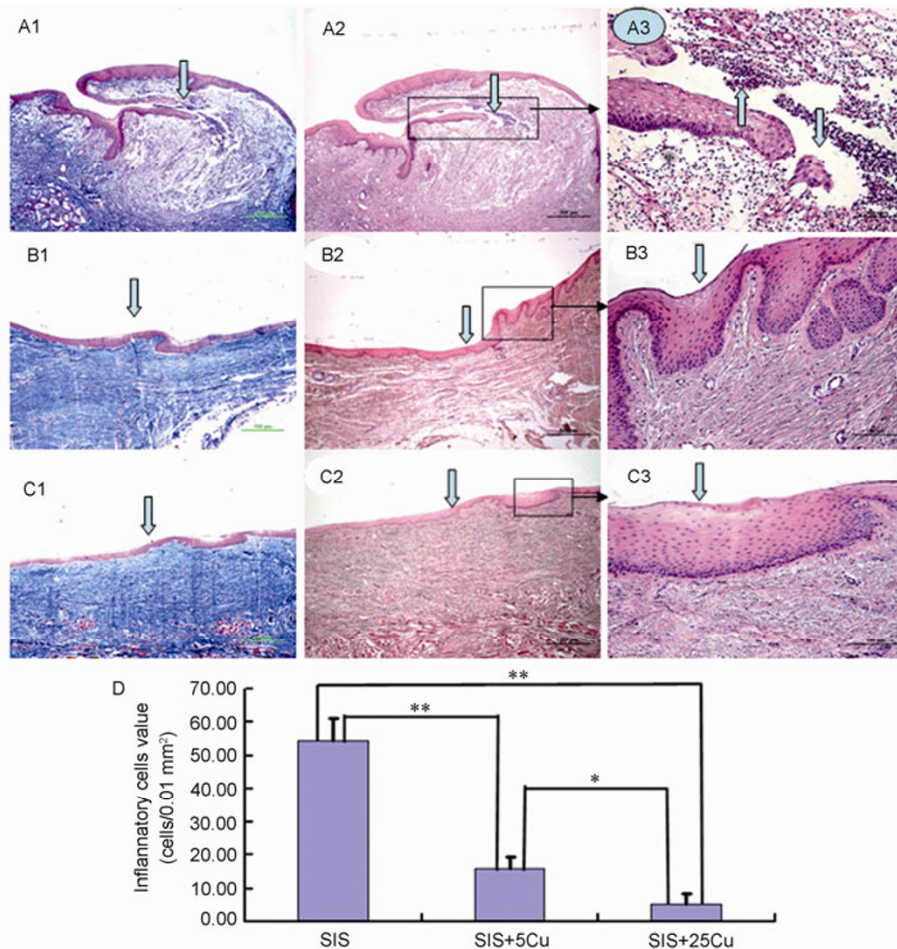 A1
A2
A3
B1
B2
B3
C1
C2
C3
D
Inflannatory cells value
(cells/0.01 mm²)
70.00
60.00
50.00
40.00
30.00
20.00
10.00
0.00
**
**
*
SIS
SIS+5Cu
SIS+25Cu